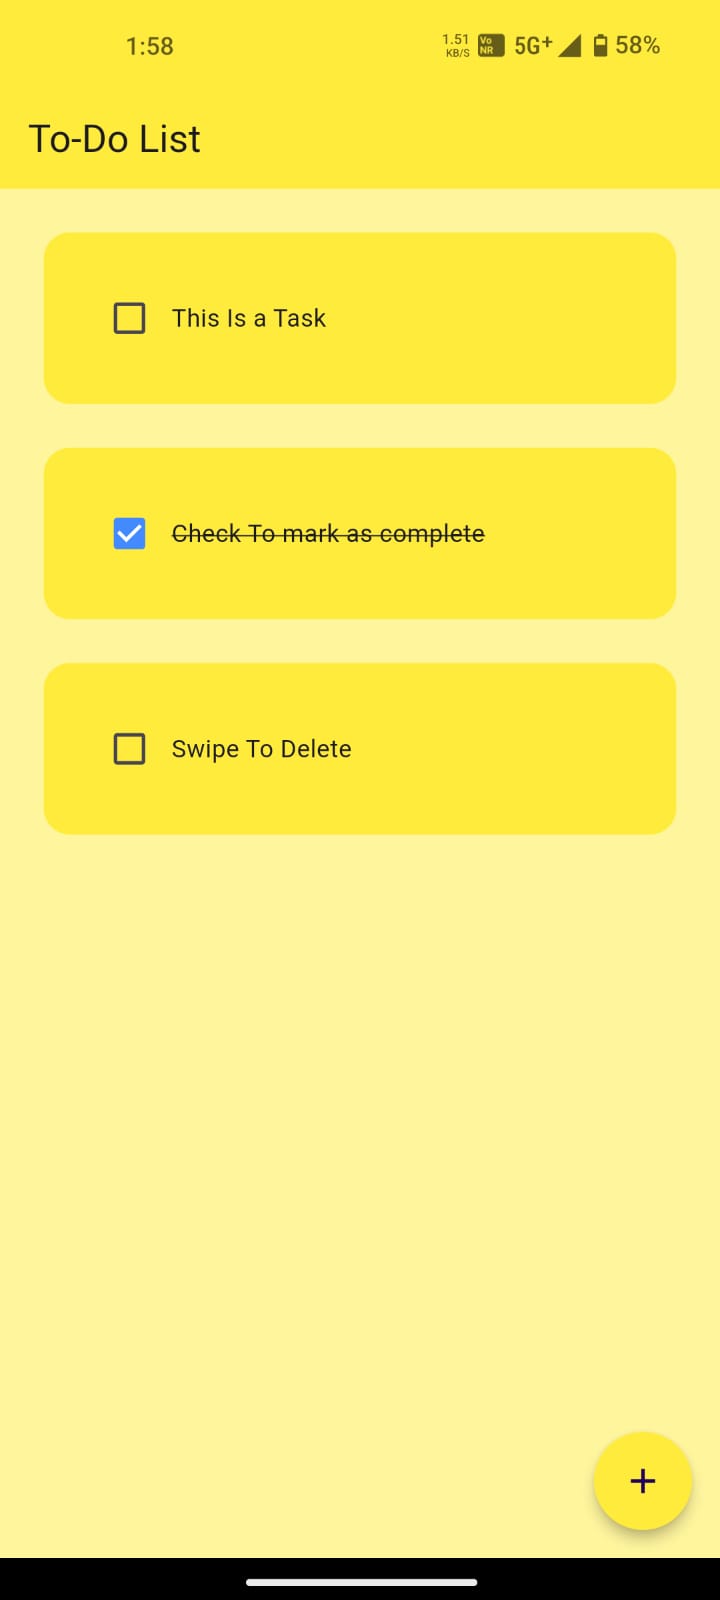 1:58
1.51
KB/S
Vo
NR
5G+
58%
To-Do List
This Is a Task
Check To mark as complete
Swipe To Delete